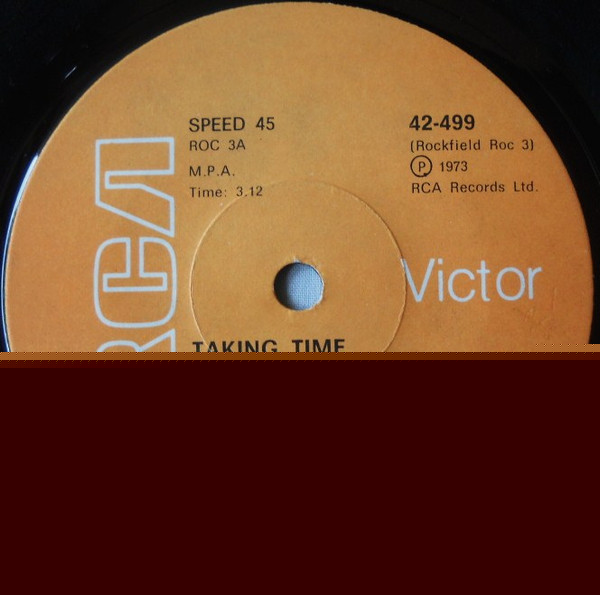 SPEED 45
ROC 3A
M.P.A.
Time: 3.12
42-499
(Rockfield Roc 3)
Ⓟ 1973
RCA Records Ltd.
RCA
Victor
TAKING TIME